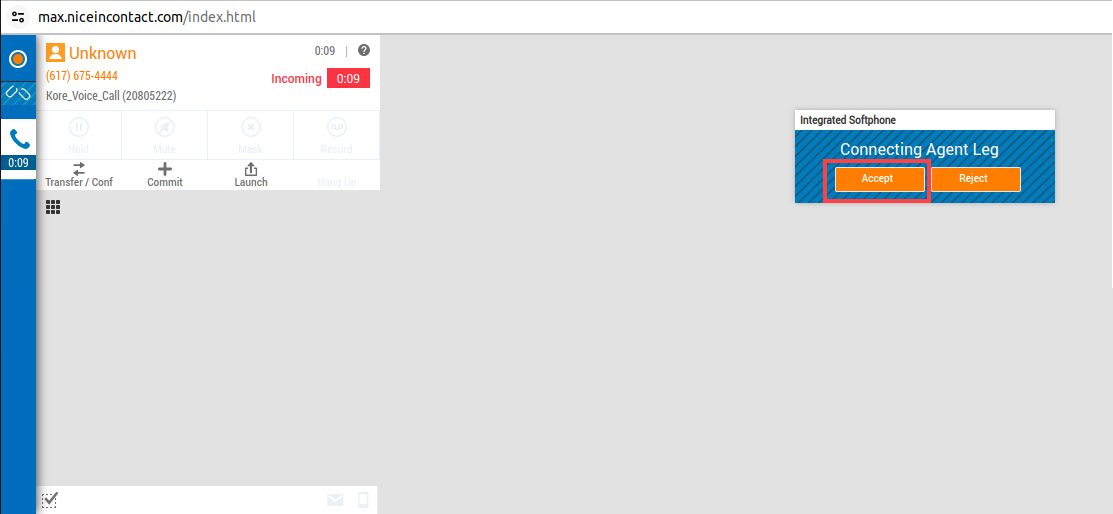 max.niceincontact.com/index.html
Unknown
0:09 | ?
(617) 675-4444
Incoming 0:09
Kore_Voice_Call (20805222)
Hold Mute Mask Record
Transfer / Conf Commit Launch Hang Up
0:09
Integrated Softphone
Connecting Agent Leg
Accept Reject